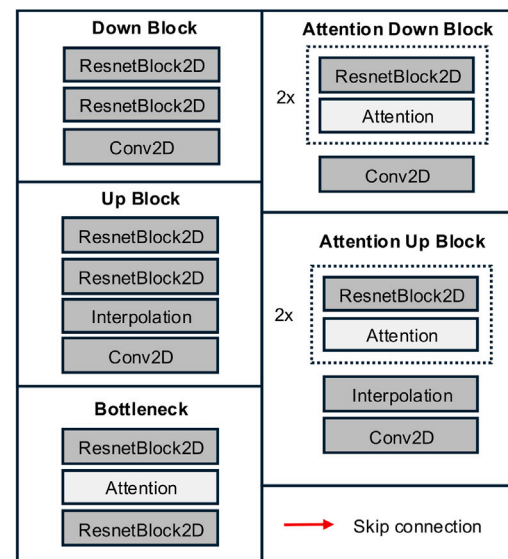 Down Block
ResnetBlock2D
ResnetBlock2D
Conv2D
Up Block
ResnetBlock2D
ResnetBlock2D
Interpolation
Conv2D
Bottleneck
ResnetBlock2D
Attention
ResnetBlock2D
Attention Down Block
2x
ResnetBlock2D
Attention
Conv2D
Attention Up Block
2x
ResnetBlock2D
Attention
Interpolation
Conv2D
Skip connection